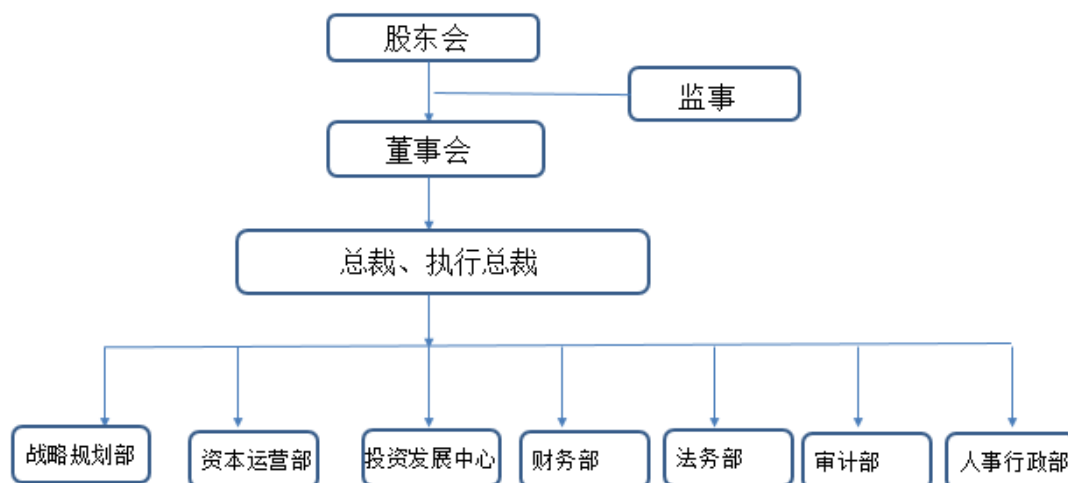 股东会
监事
董事会
总裁、执行总裁
战略规划部
资本运营部
投资发展中心
财务部
法务部
审计部
人事行政部